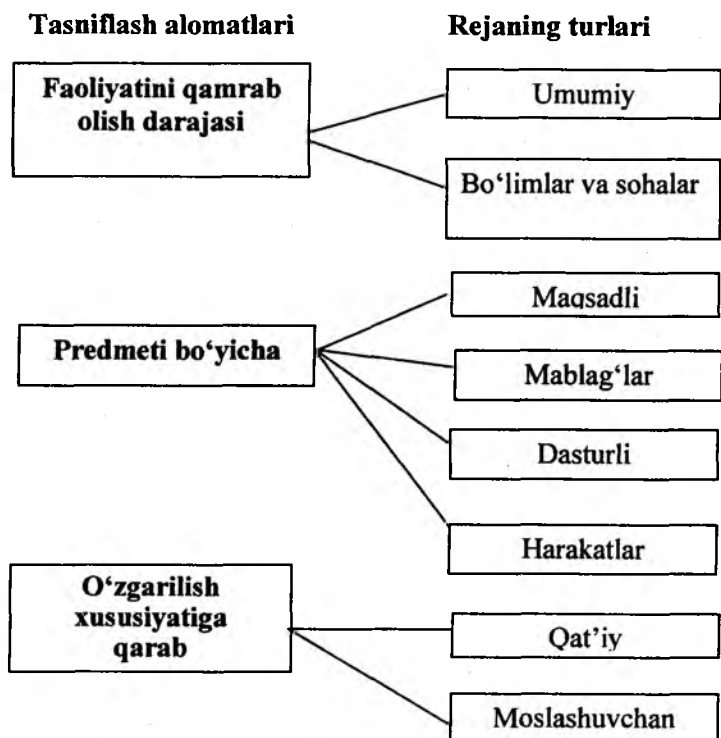 Tasniflash alomatlari
Rejaning turlari
Faoliyatini qamrab
olish darajasi
Umumiy
Bo‘limlar va sohalar
Predmeti bo‘yicha
Maqsadli
Mablag‘lar
Dasturli
Harakatlar
O‘zgarilish
xususiyatiga
qarab
Qat’iy
Moslashuvchan